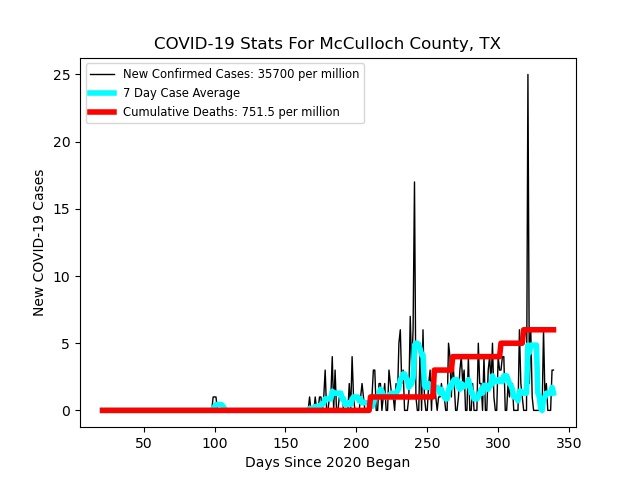 COVID-19 Stats For McCulloch County, TX
New Confirmed Cases: 35700 per million
7 Day Case Average
Cumulative Deaths: 751.5 per million
25
20
15
10
5
0
New COVID-19 Cases
50 100 150 200 250 300 350
Days Since 2020 Began